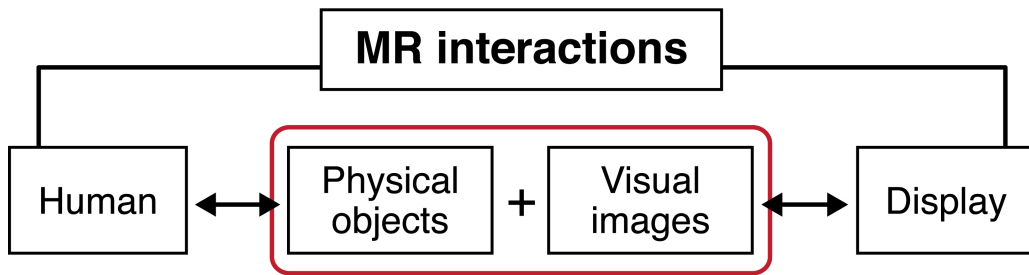 MR interactions
Human
Physical
objects
+
Visual
images
Display